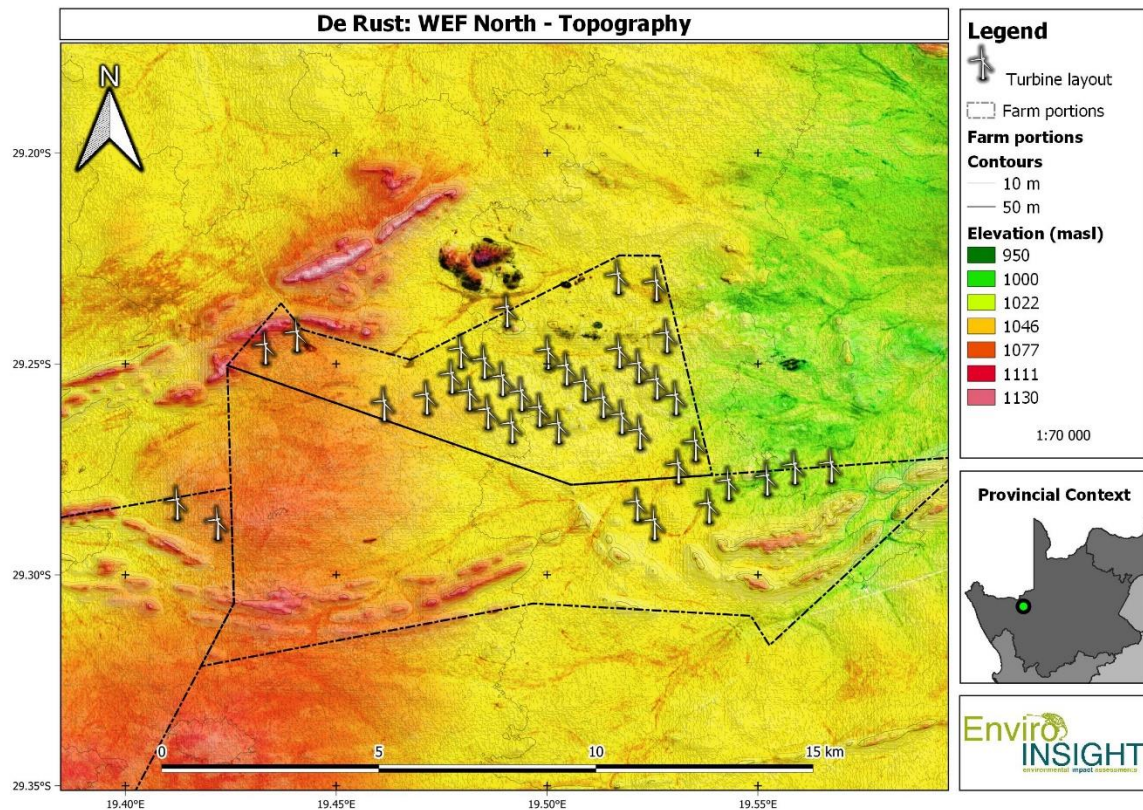 De Rust: WEF North - Topography
N
29.20°S
29.25°S
29.30°S
29.35°S
19.40°E
19.45°E
19.50°E
19.55°E
0
5
10
15 km
Legend
Turbine layout
Farm portions
Farm portions
Contours
10 m
50 m
Elevation (masl)
950
1000
1022
1046
1077
1111
1130
1:70 000
Provincial Context
Enviro
INSIGHT
environmental impact assessments